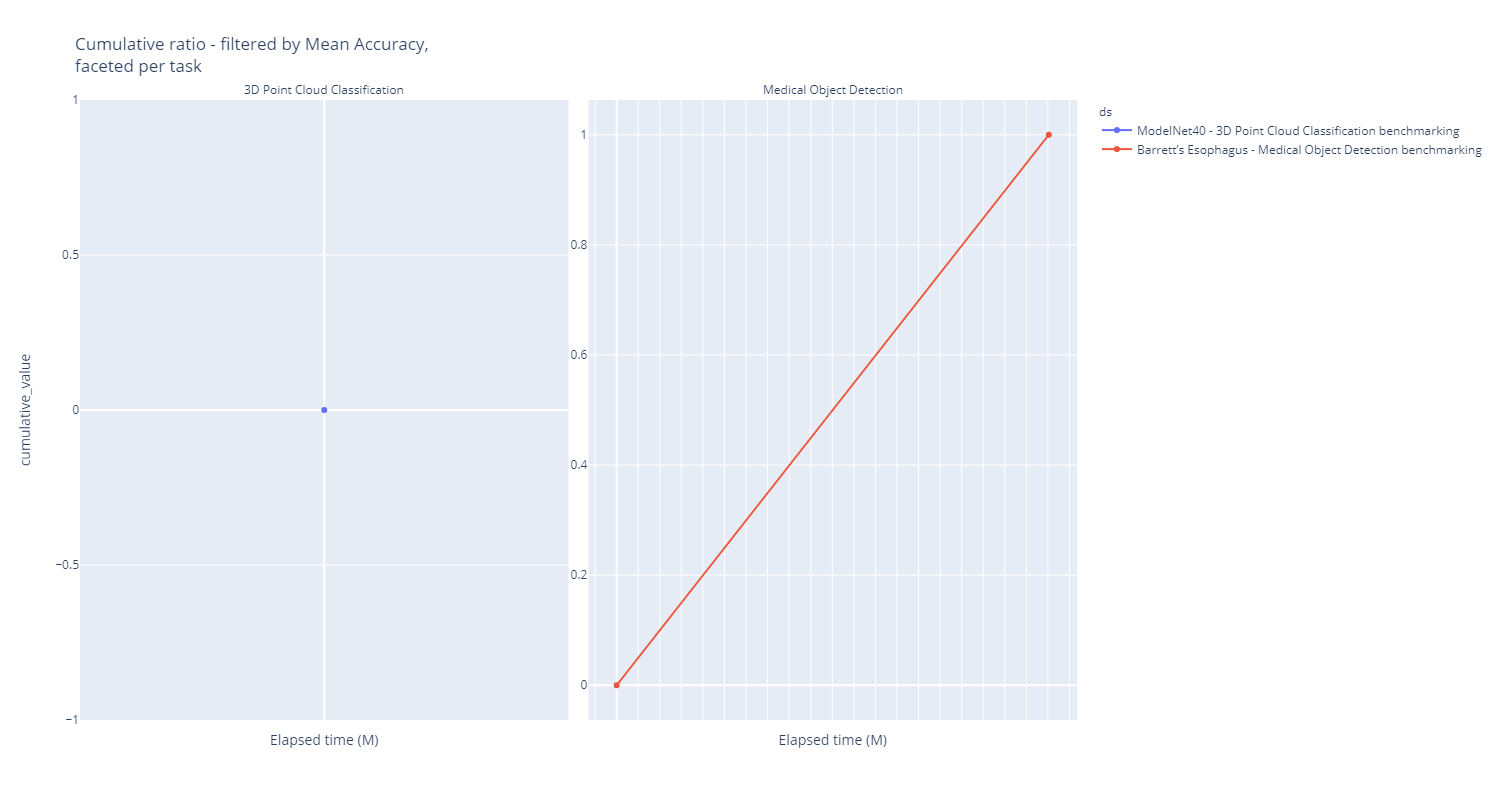 Cumulative ratio - filtered by Mean Accuracy,
faceted per task
3D Point Cloud Classification
Medical Object Detection
1
0.5
0
−0.5
−1
cumulative_value
Elapsed time (M)
1
0.8
0.6
0.4
0.2
0
Elapsed time (M)
ds
ModelNet40 - 3D Point Cloud Classification benchmarking
Barrett’s Esophagus - Medical Object Detection benchmarking